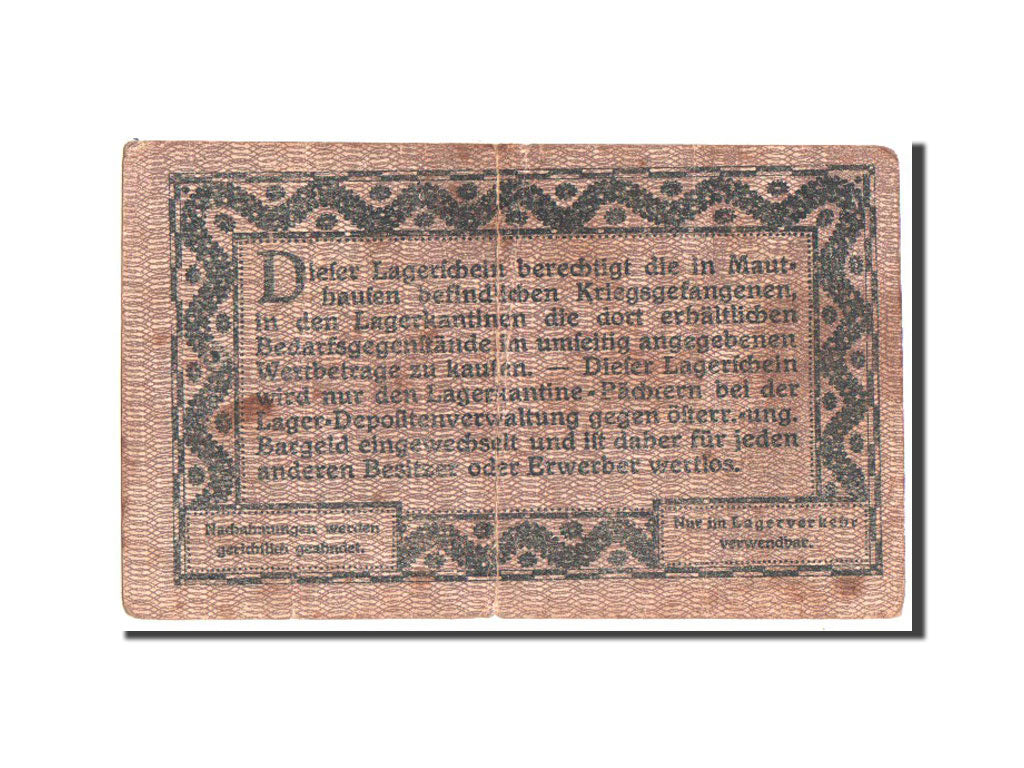 Dieser Lagerschein berechtigt die in Maut-
hausen befindlichen Kriegsgefangenen,
in den Lagerkantinen die dort erhältlichen
Bedarfsgegenstände im umseitig angegebenen
Wertbetrage zu kaufen. — Dieser Lagerschein
wird nur den Lagerkantine-Pächtern bei der
Lager-Depositenverwaltung gegen österr.-ung.
Bargeld eingewechselt und ist daher für jeden
anderen Besitzer oder Erwerber wertlos.
Nachahmungen werden
gerichtlich geahndet.
Nur im Lagerverkehr
verwendbar.